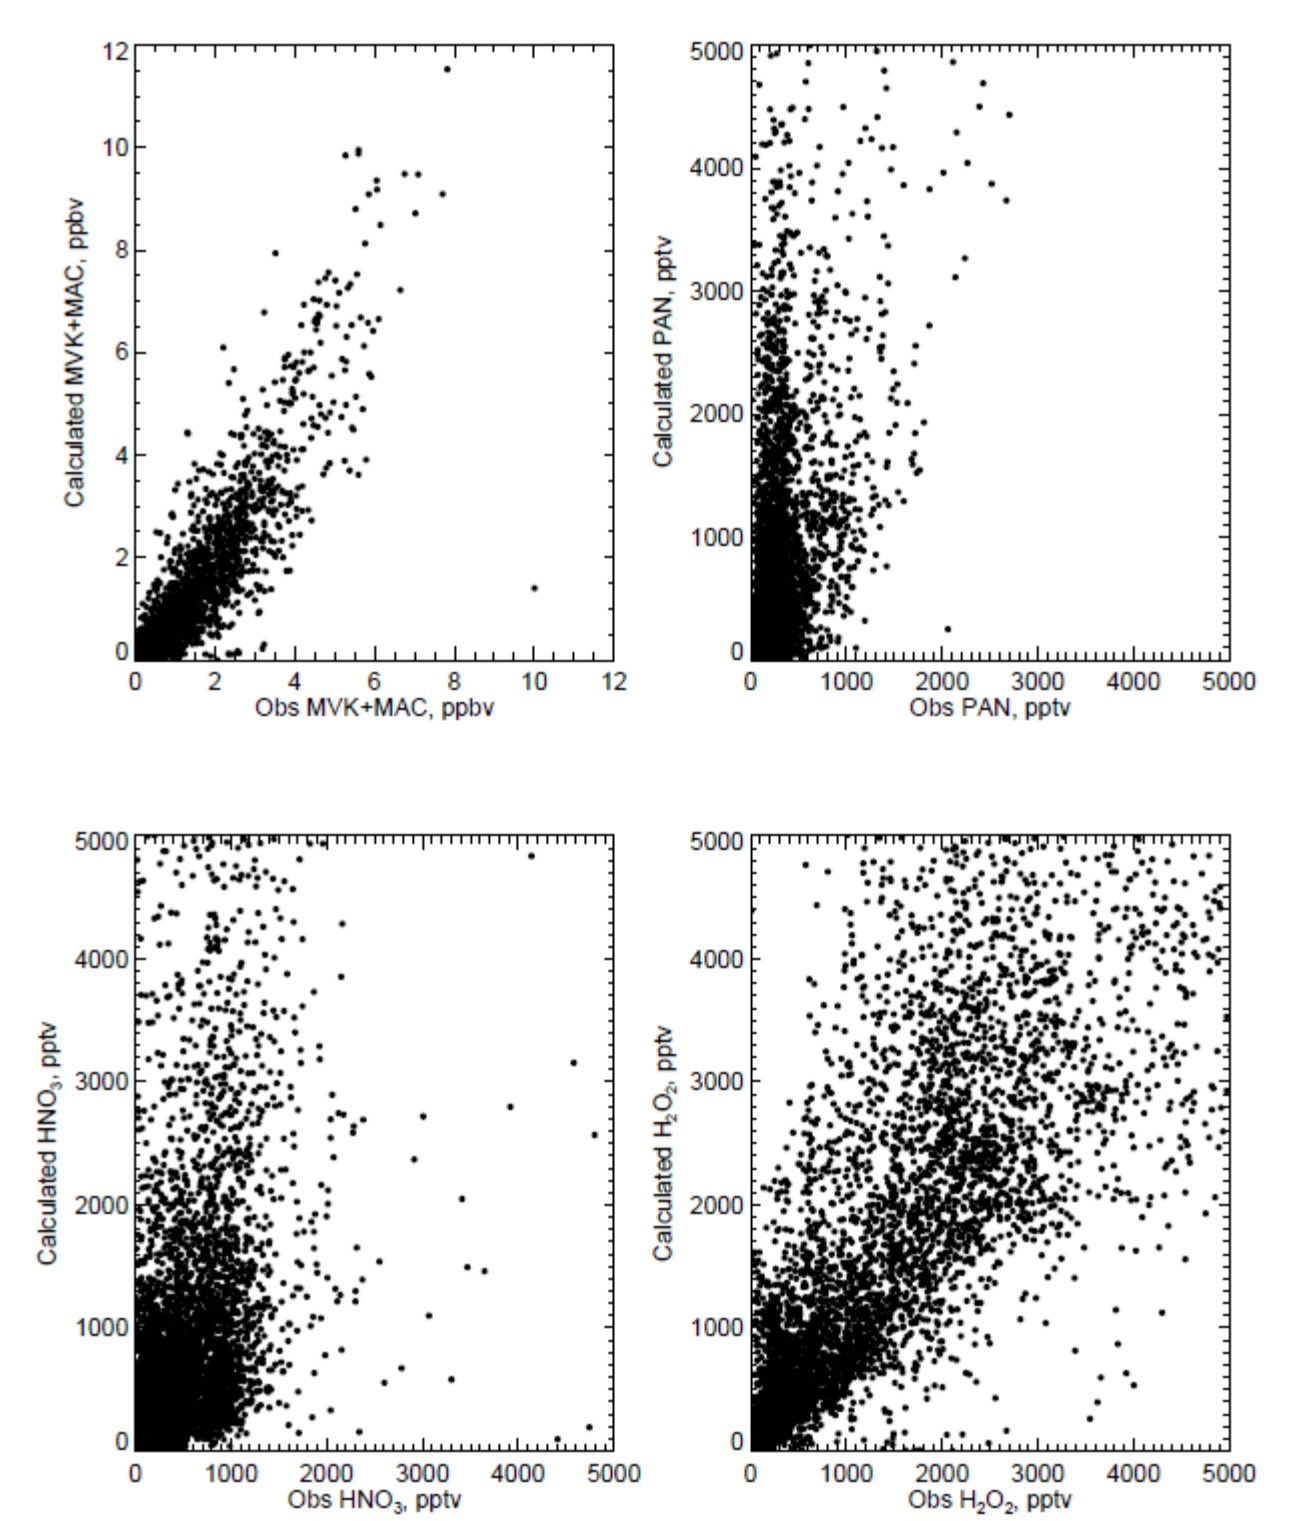 12
10
8
6
4
2
0
Calculated MVK+MAC, ppbv
0 2 4 6 8 10 12
Obs MVK+MAC, ppbv
5000
4000
3000
2000
1000
0
Calculated PAN, pptv
0 1000 2000 3000 4000 5000
Obs PAN, pptv
5000
4000
3000
2000
1000
0
Calculated HNO₃, pptv
0 1000 2000 3000 4000 5000
Obs HNO₃, pptv
5000
4000
3000
2000
1000
0
Calculated H₂O₂, pptv
0 1000 2000 3000 4000 5000
Obs H₂O₂, pptv